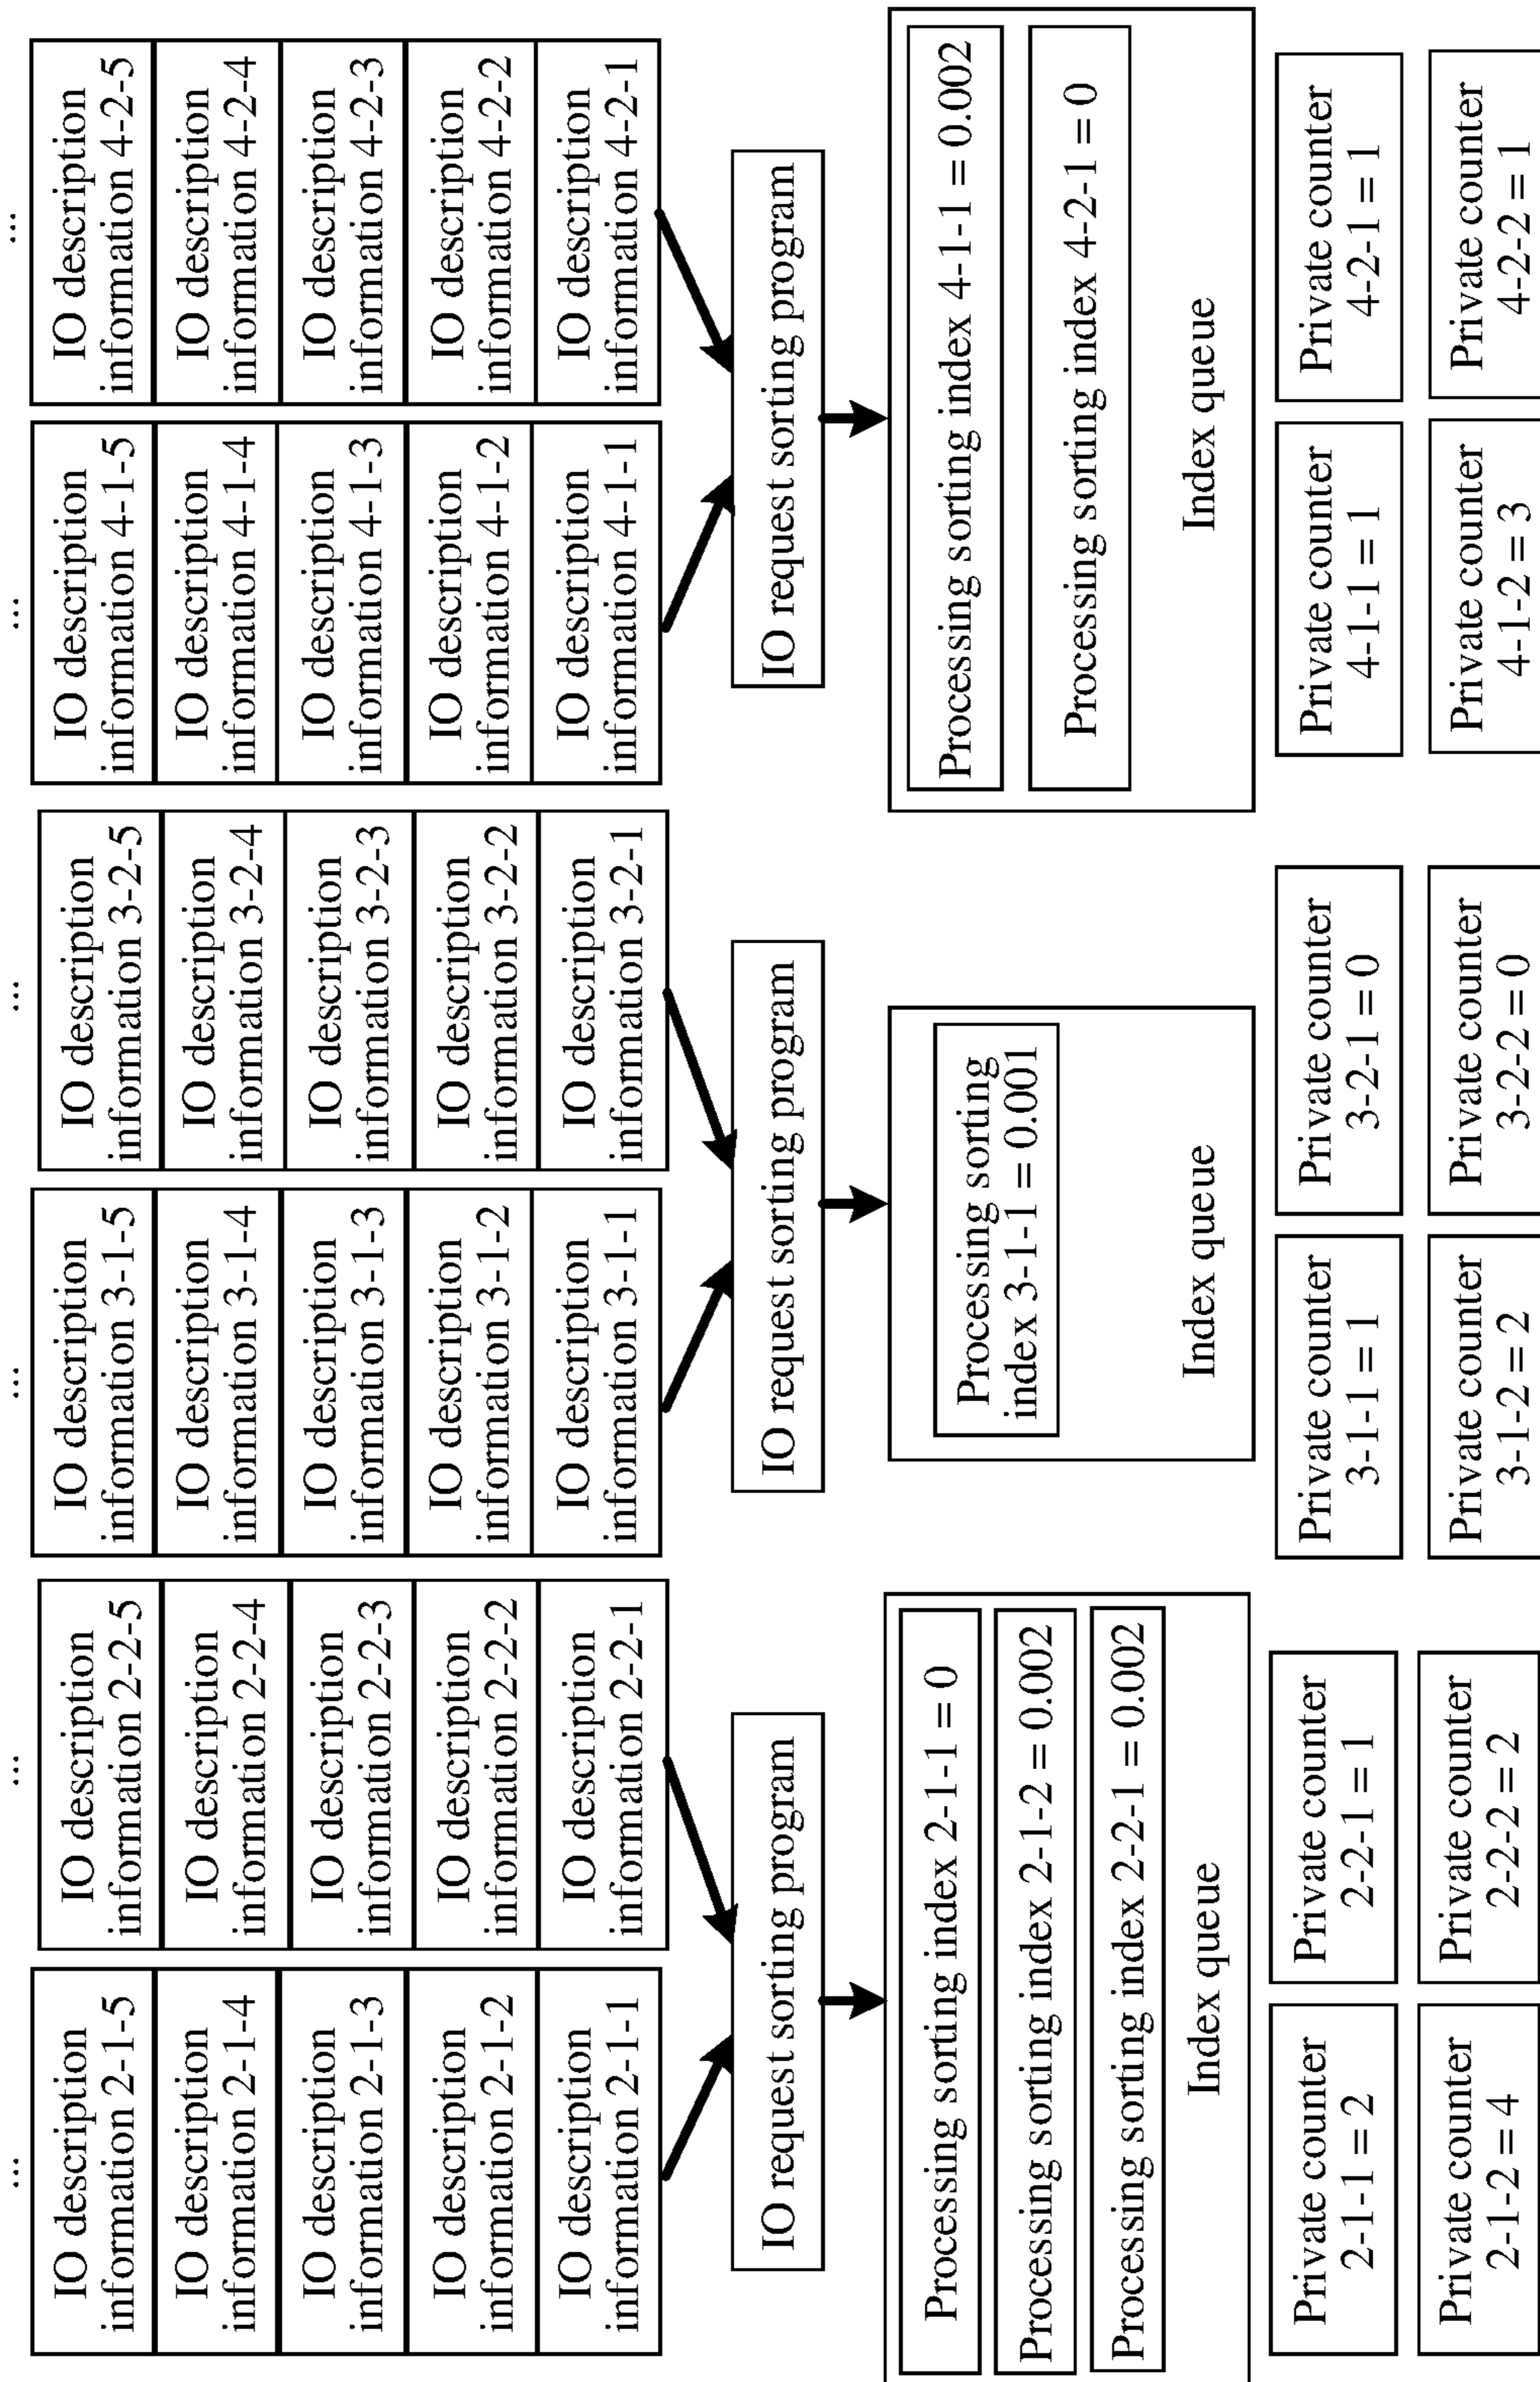 ...
IO description
information 2-1-5
IO description
information 2-1-4
IO description
information 2-1-3
IO description
information 2-1-2
IO description
information 2-1-1
...
IO description
information 2-2-5
IO description
information 2-2-4
IO description
information 2-2-3
IO description
information 2-2-2
IO description
information 2-2-1
IO request sorting program
Processing sorting index 2-1-1 = 0
Processing sorting index 2-1-2 = 0.002
Processing sorting index 2-2-1 = 0.002
Index queue
Private counter
2-1-1 = 2
Private counter
2-2-1 = 1
Private counter
2-1-2 = 4
Private counter
2-2-2 = 2
...
IO description
information 3-1-5
IO description
information 3-1-4
IO description
information 3-1-3
IO description
information 3-1-2
IO description
information 3-1-1
...
IO description
information 3-2-5
IO description
information 3-2-4
IO description
information 3-2-3
IO description
information 3-2-2
IO description
information 3-2-1
IO request sorting program
Processing sorting
index 3-1-1 = 0.001
Index queue
Private counter
3-1-1 = 1
Private counter
3-2-1 = 0
Private counter
3-1-2 = 2
Private counter
3-2-2 = 0
...
IO description
information 4-1-5
IO description
information 4-1-4
IO description
information 4-1-3
IO description
information 4-1-2
IO description
information 4-1-1
...
IO description
information 4-2-5
IO description
information 4-2-4
IO description
information 4-2-3
IO description
information 4-2-2
IO description
information 4-2-1
IO request sorting program
Processing sorting index 4-1-1 = 0.002
Processing sorting index 4-2-1 = 0
Index queue
Private counter
4-1-1 = 1
Private counter
4-2-1 = 1
Private counter
4-1-2 = 3
Private counter
4-2-2 = 1